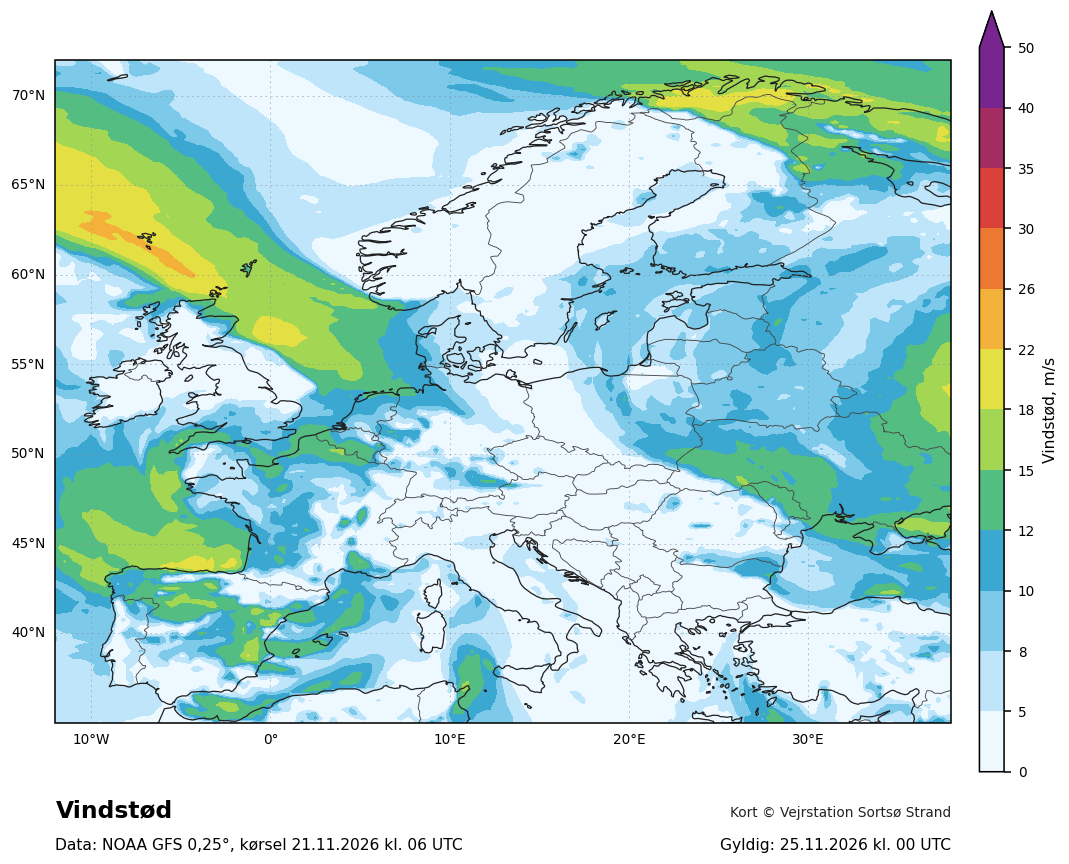 70°N
65°N
60°N
55°N
50°N
45°N
40°N
10°W
0°
10°E
20°E
30°E
50
40
35
30
26
22
18
15
12
10
8
5
0
Vindstød, m/s
Vindstød
Kort © Vejrstation Sortsø Strand
Data: NOAA GFS 0,25°, kørsel 21.11.2026 kl. 06 UTC
Gyldig: 25.11.2026 kl. 00 UTC